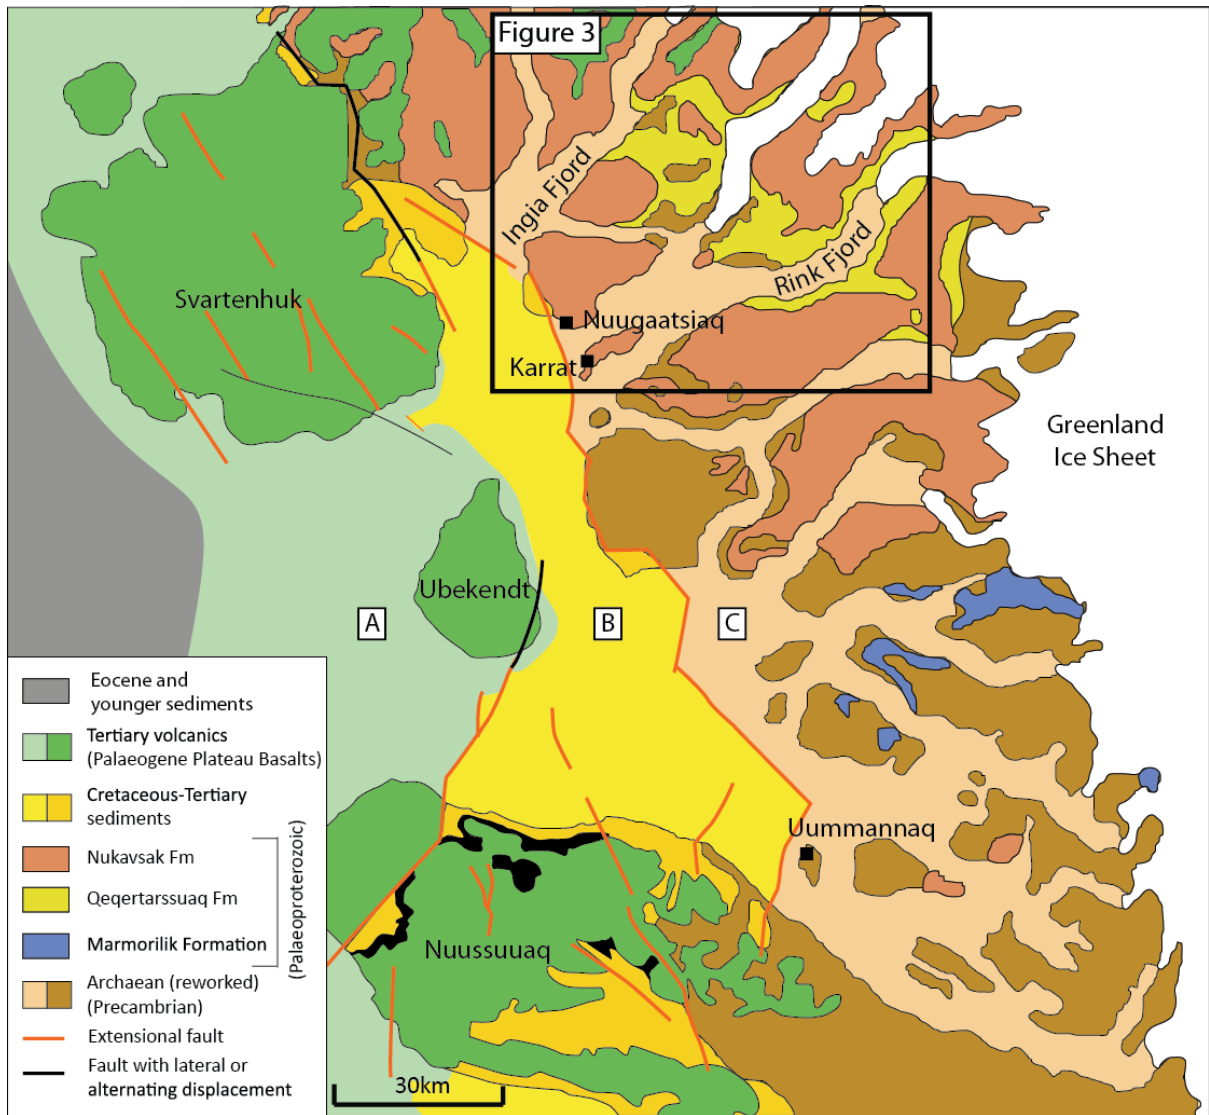 Figure 3
Ingia Fjord
Rink Fjord
Svartenhuk
Nuugaatsiaq
Karrat
Greenland
Ice Sheet
Ubekendt
A
B
C
Eocene and
younger sediments
Tertiary volcanics
(Palaeogene Plateau Basalts)
Cretaceous-Tertiary
sediments
Nukavsak Fm
Qeqertarssuaq Fm
Marmorilik Formation
(Palaeoproterozoic)
Archaean (reworked)
(Precambrian)
Extensional fault
Fault with lateral or
alternating displacement
Uummannaq
Nuussuuaq
30km